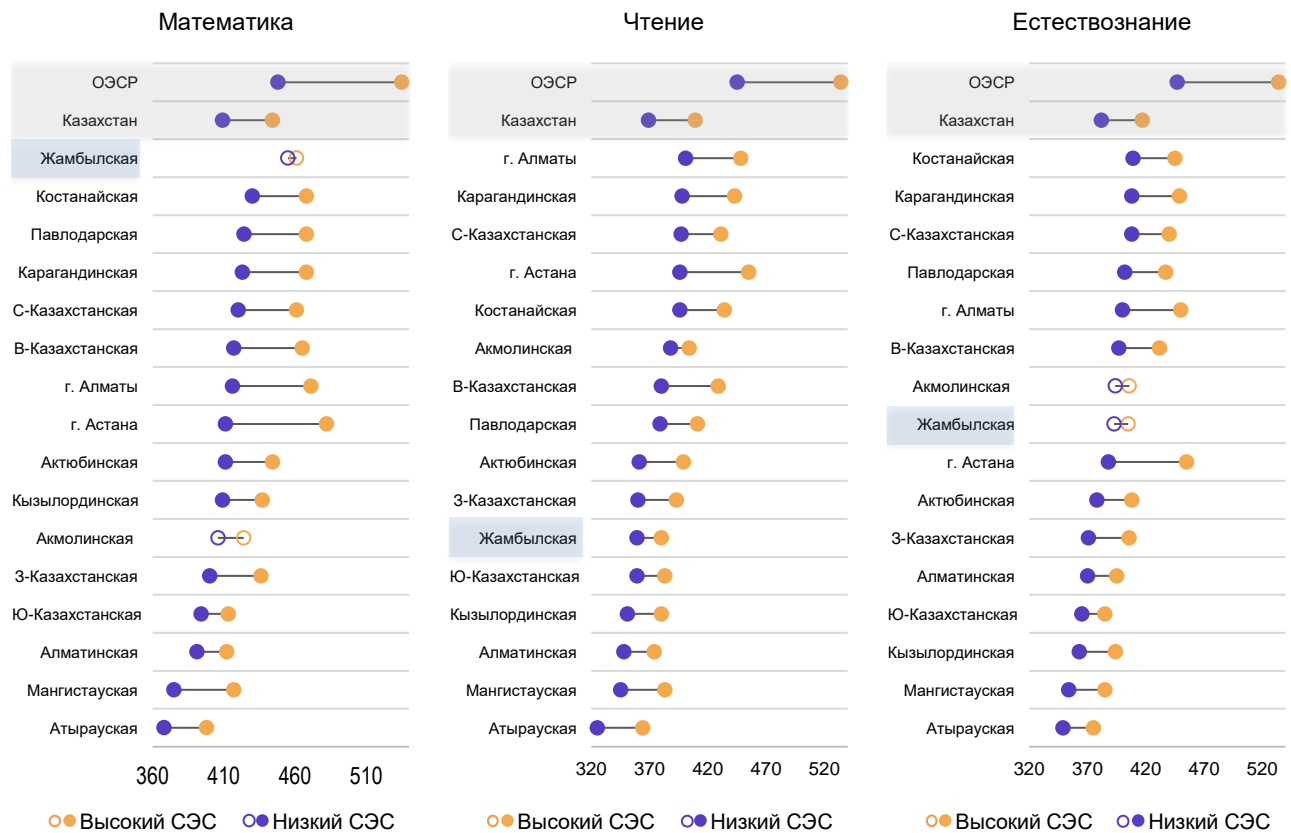 Математика
ОЭСР
Казахстан
Жамбылская
Костанайская
Павлодарская
Карагандинская
С-Казахстанская
В-Казахстанская
г. Алматы
г. Астана
Актюбинская
Кызылординская
Акмолинская
З-Казахстанская
Ю-Казахстанская
Алматинская
Мангистауская
Атырауская
360 410 460 510
Высокий СЭС Низкий СЭС
Чтение
ОЭСР
Казахстан
г. Алматы
Карагандинская
С-Казахстанская
г. Астана
Костанайская
Акмолинская
В-Казахстанская
Павлодарская
Актюбинская
З-Казахстанская
Жамбылская
Ю-Казахстанская
Кызылординская
Алматинская
Мангистауская
Атырауская
320 370 420 470 520
Высокий СЭС Низкий СЭС
Естествознание
ОЭСР
Казахстан
Костанайская
Карагандинская
С-Казахстанская
Павлодарская
г. Алматы
В-Казахстанская
Акмолинская
Жамбылская
г. Астана
Актюбинская
З-Казахстанская
Алматинская
Ю-Казахстанская
Кызылординская
Мангистауская
Атырауская
320 370 420 470 520
Высокий СЭС Низкий СЭС